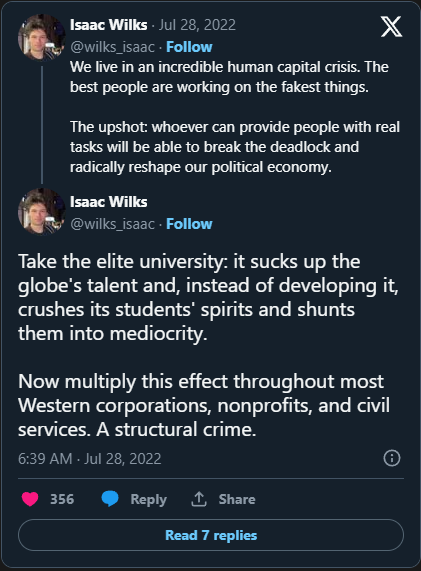 Isaac Wilks · Jul 28, 2022
@wilks_isaac · Follow
We live in an incredible human capital crisis. The
best people are working on the fakest things.
The upshot: whoever can provide people with real
tasks will be able to break the deadlock and
radically reshape our political economy.
Isaac Wilks
@wilks_isaac · Follow
Take the elite university: it sucks up the
globe's talent and, instead of developing it,
crushes its students' spirits and shunts
them into mediocrity.
Now multiply this effect throughout most
Western corporations, nonprofits, and civil
services. A structural crime.
6:39 AM · Jul 28, 2022
356 Reply Share
Read 7 replies